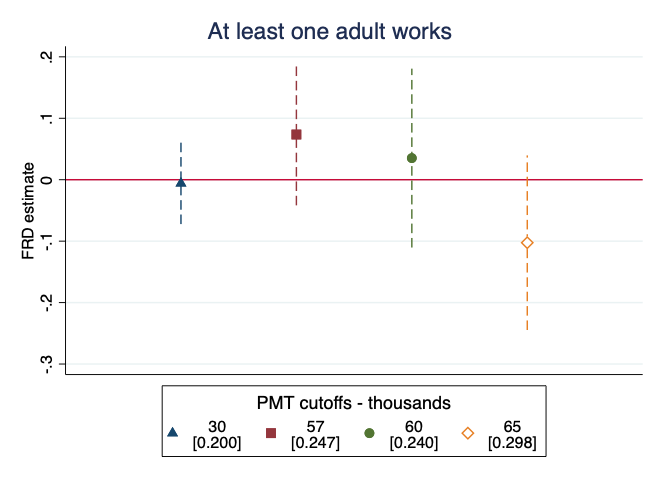 At least one adult works
FRD estimate
.2
.1
0
-.1
-.2
-.3
PMT cutoffs - thousands
30 57 60 65
[0.200] [0.247] [0.240] [0.298]